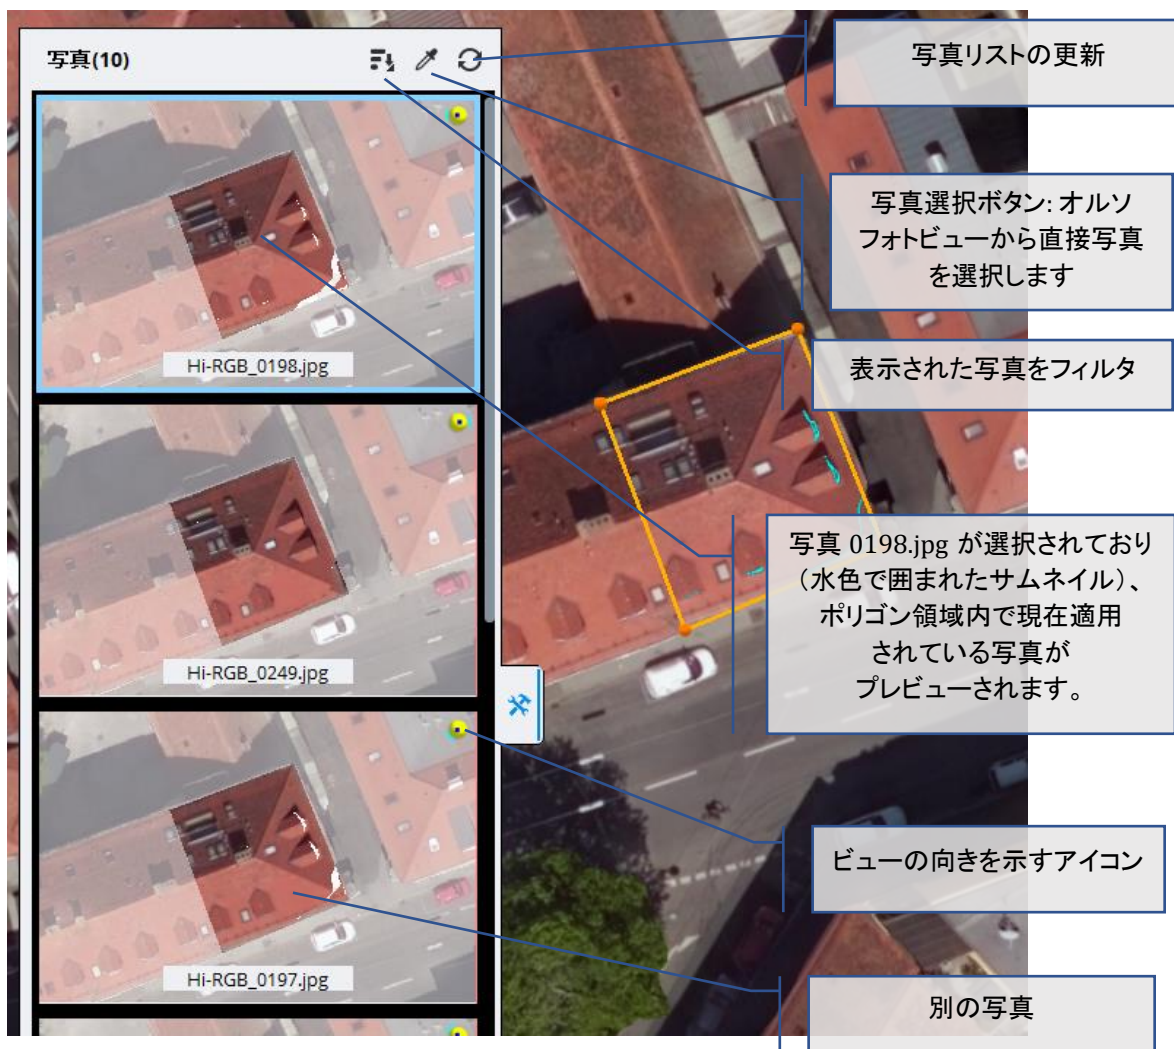 写真(10)
Hi-RGB_0198.jpg
Hi-RGB_0249.jpg
Hi-RGB_0197.jpg
写真リストの更新
写真選択ボタン: オルソ
フォトビューから直接写真
を選択します
表示された写真をフィルタ
写真 0198.jpg が選択されており
（水色で囲まれたサムネイル）、
ポリゴン領域内で現在適用
されている写真が
プレビューされます。
ビューの向きを示すアイコン
別の写真